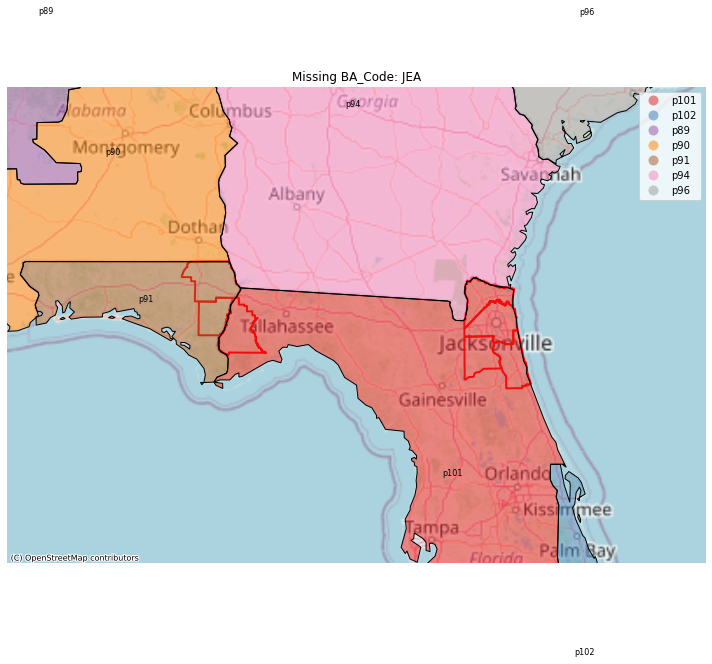 p89
p96
Missing BA_Code: JEA
p94
Georgia
p101
p102
p89
p90
p91
p94
p96
Alabama
Columbus
Montgomery
p90
Savannah
Albany
Dothan
p91
Tallahassee
Jacksonville
Gainesville
p101
Orlando
Kissimmee
Tampa
Palm Bay
Florida
(C) OpenStreetMap contributors
p102